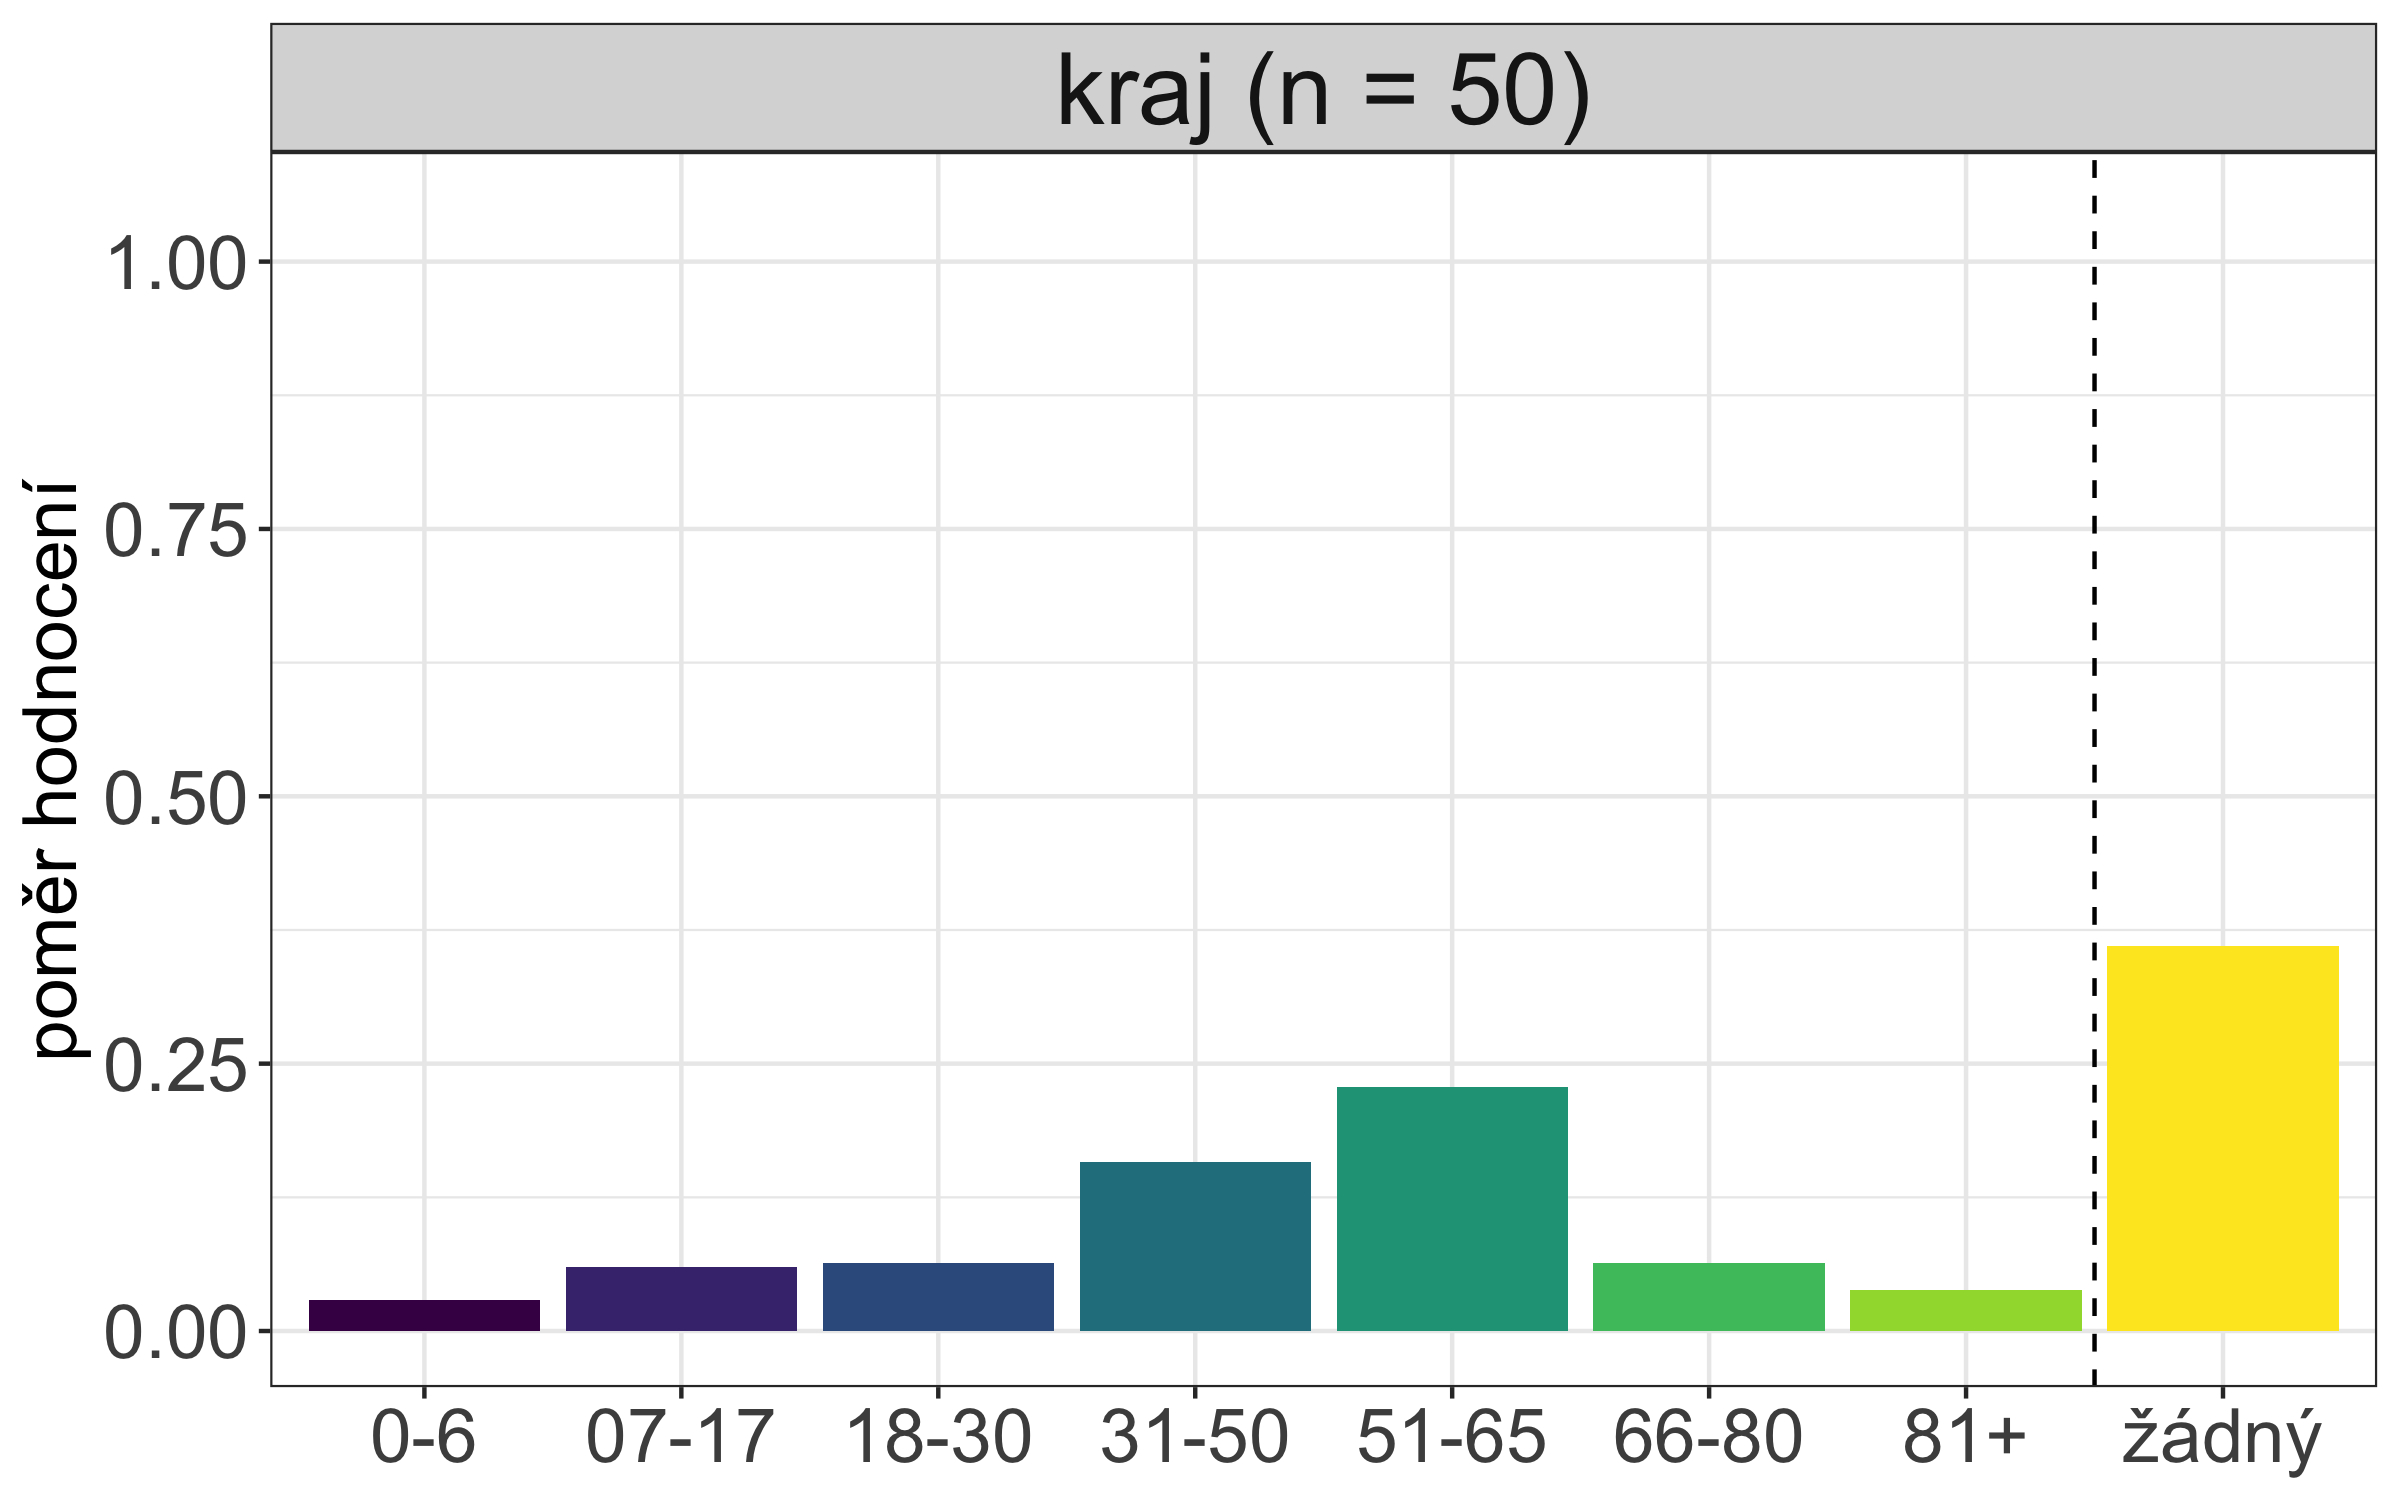 kraj (n = 50)
poměr hodnocení
1.00
0.75
0.50
0.25
0.00
0-6 07-17 18-30 31-50 51-65 66-80 81+ žádný